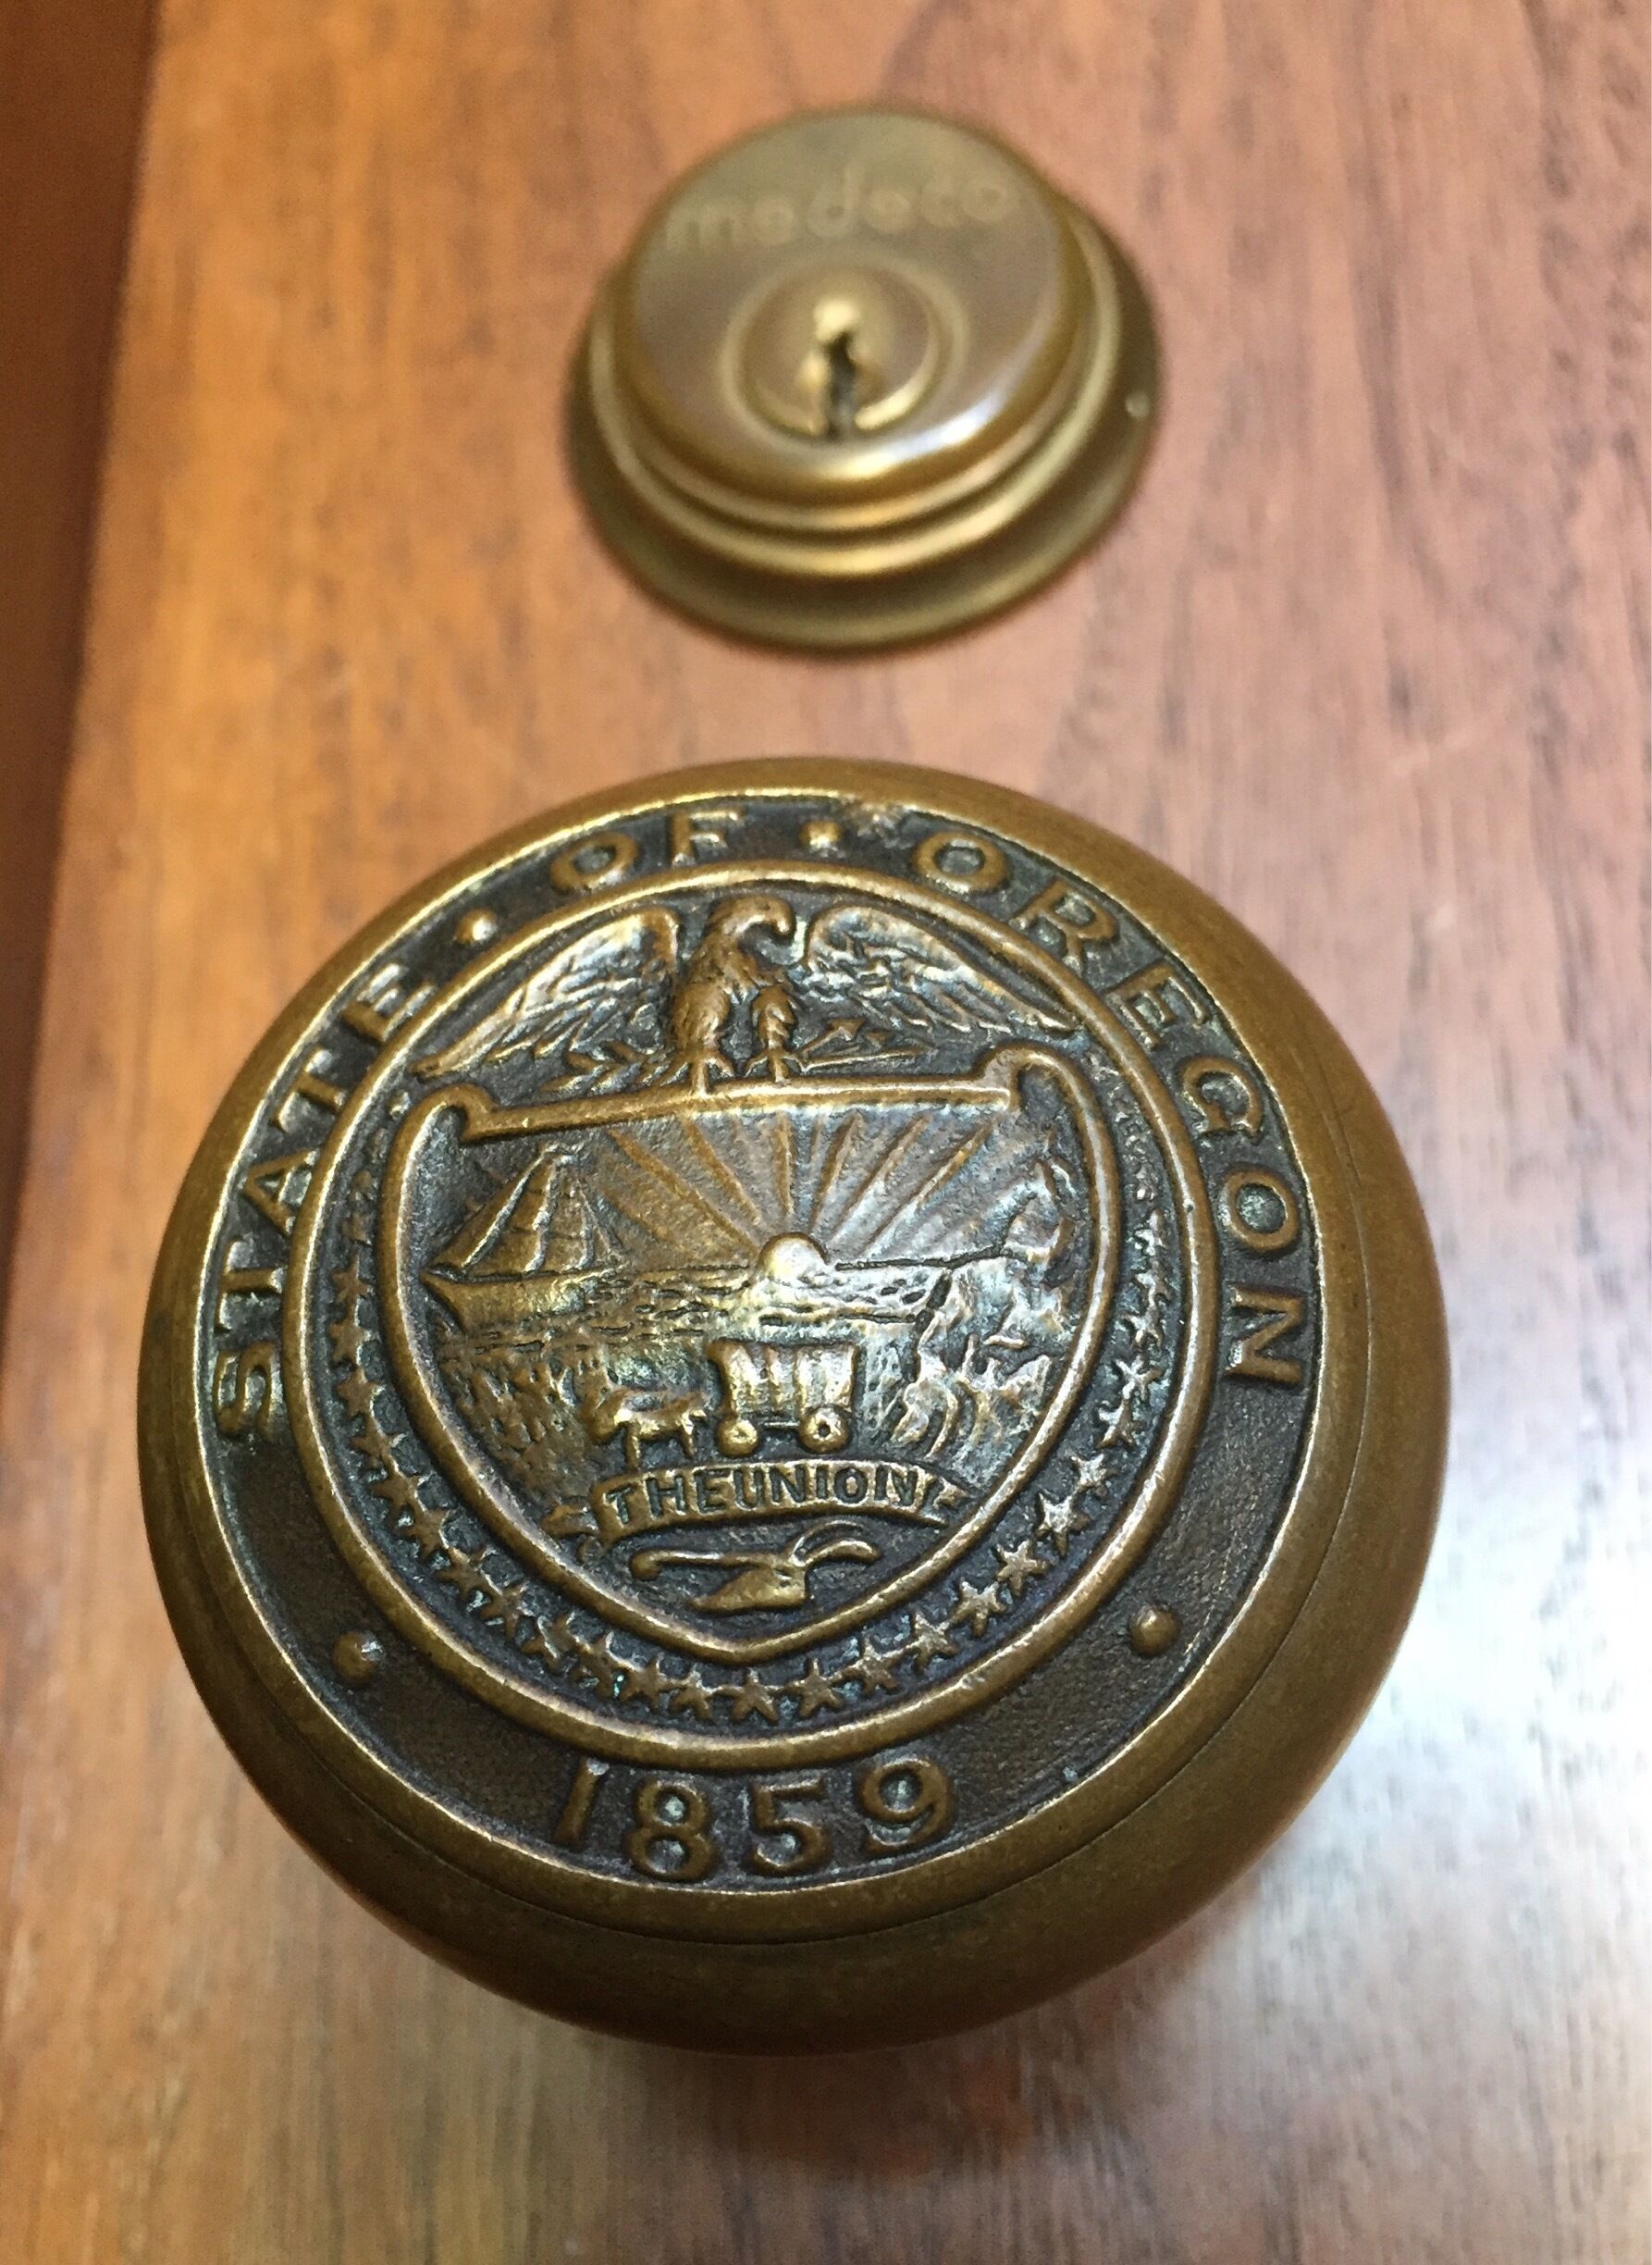 medeco
STATE • OF • OREGON
THE UNION
1859